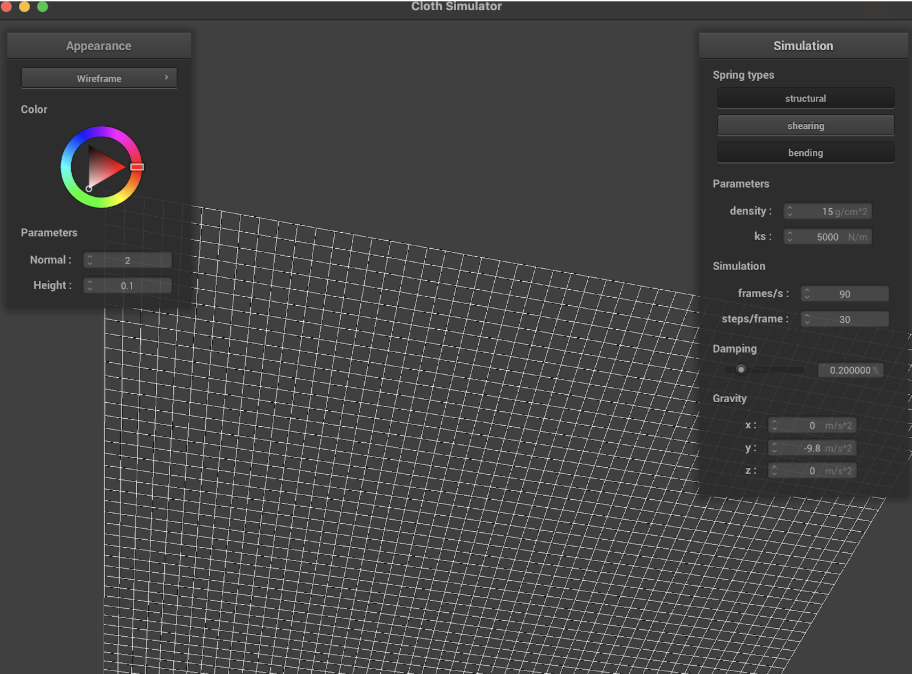 Cloth Simulator
Appearance
Wireframe
Color
Parameters
Normal : 2
Height : 0.1
Simulation
Spring types
structural
shearing
bending
Parameters
density : 15 g/cm^2
ks : 5000 N/m
Simulation
frames/s : 90
steps/frame : 30
Damping
0.200000 %
Gravity
x : 0 m/s^2
y : -9.8 m/s^2
z : 0 m/s^2